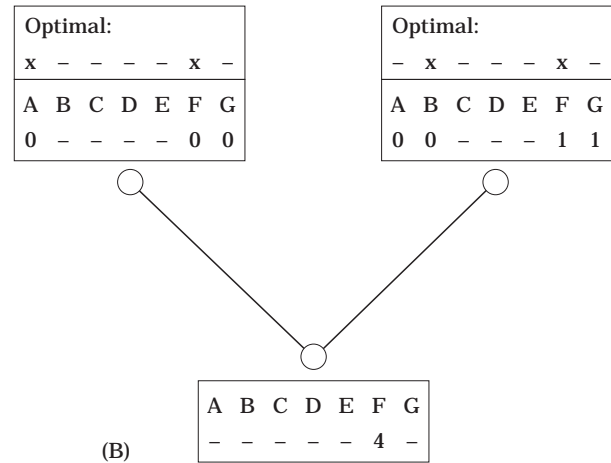 Optimal:
x – – – – x –
A B C D E F G
0 – – – – 0 0
Optimal:
– x – – – x –
A B C D E F G
0 0 – – – 1 1
A B C D E F G
– – – – – 4 –
(B)